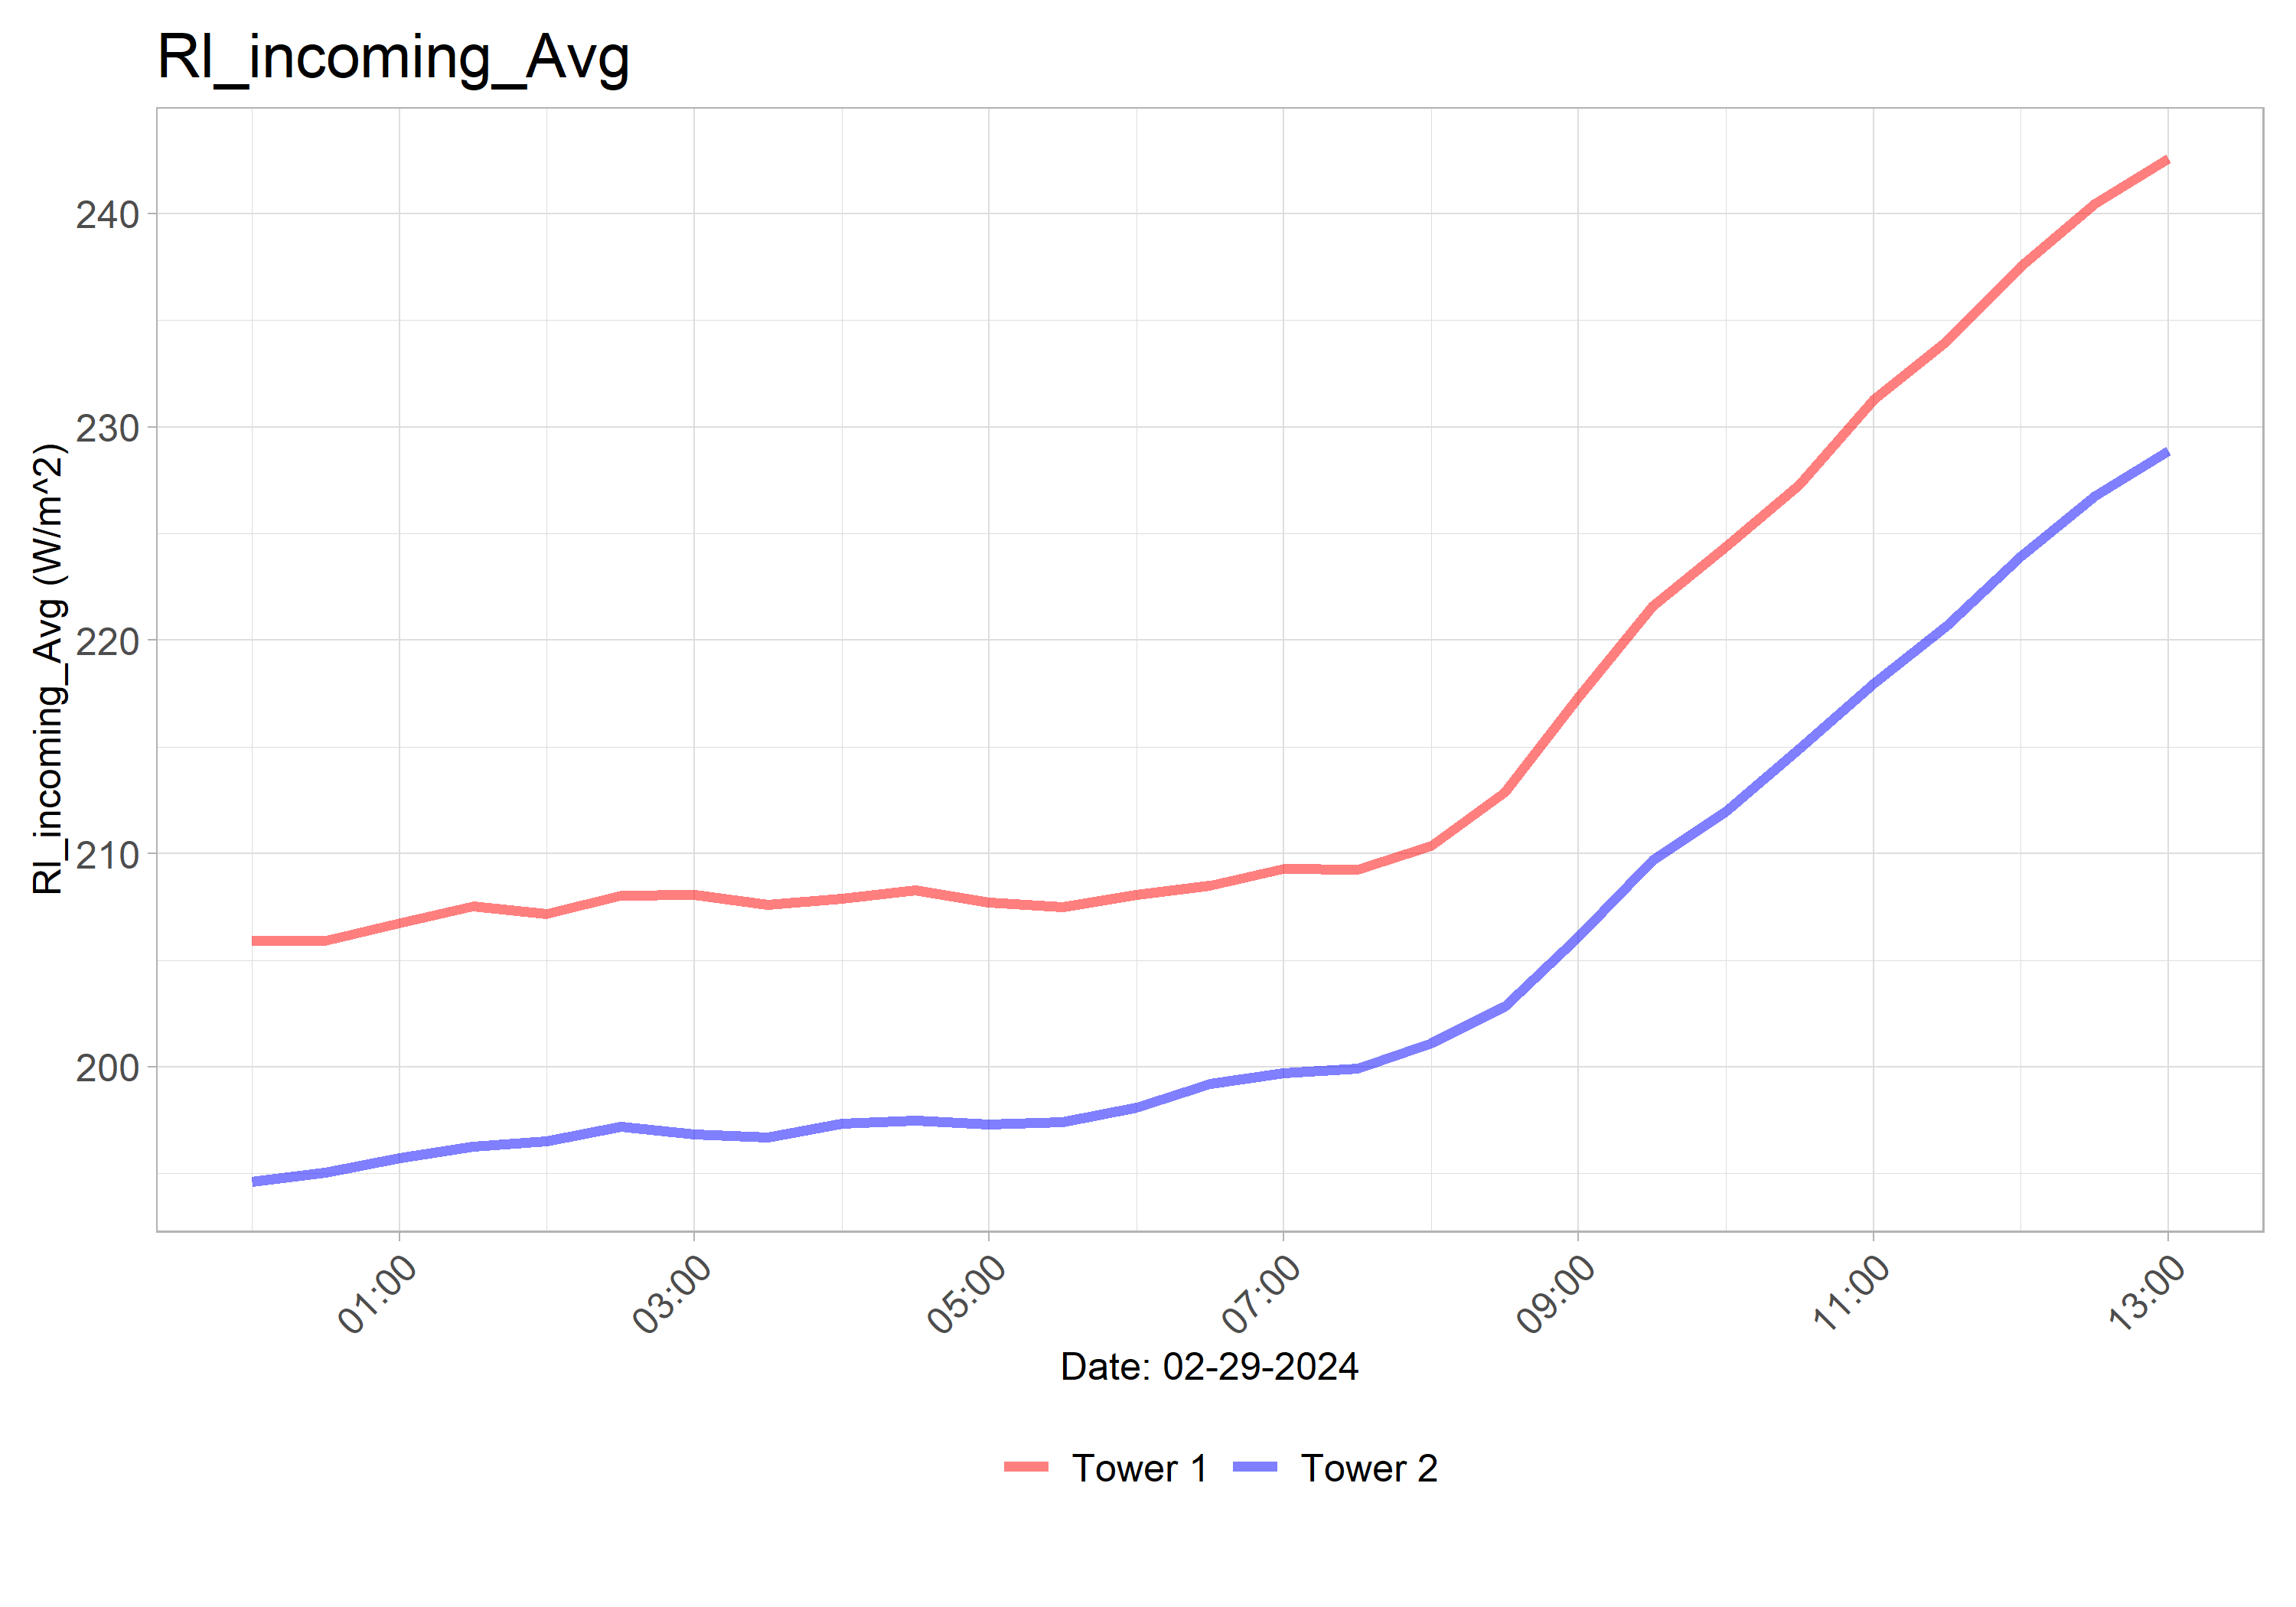 Rl_incoming_Avg
Rl_incoming_Avg (W/m^2)
240
230
220
210
200
01:00 03:00 05:00 07:00 09:00 11:00 13:00
Date: 02-29-2024
Tower 1 Tower 2